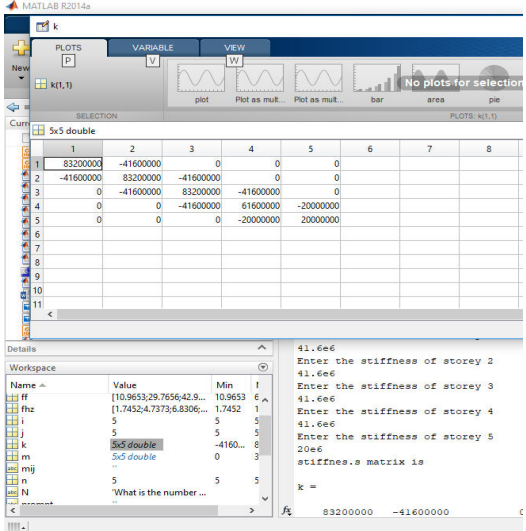 MATLAB R2014a
k
PLOTS VARIABLE VIEW
P V W
New
k(1,1)
No plots for selection
plot Plot as mult... Plot as mult... bar area pie
SELECTION PLOTS: k(1,1)
Curr
5x5 double
1 2 3 4 5 6 7 8
1 83200000 -41600000 0 0 0
2 -41600000 83200000 -41600000 0 0
3 0 -41600000 83200000 -41600000 0
4 0 0 -41600000 61600000 -20000000
5 0 0 0 -20000000 20000000
6
7
8
9
10
11
Details
Workspace
Name Value Min
ff [10.9653;29.7656;42.9... 10.9653
fhz [1.7452;4.7373;6.8306;... 1.7452
i 5 5
j 5 5
k 5x5 double -4160...
m 5x5 double 0
mij ''
n 5 5
N 'What is the number ...
41.6e6
Enter the stiffness of storey 2
41.6e6
Enter the stiffness of storey 3
41.6e6
Enter the stiffness of storey 4
41.6e6
Enter the stiffness of storey 5
20e6
stiffnes.s matrix is
k =
fx 83200000 -41600000